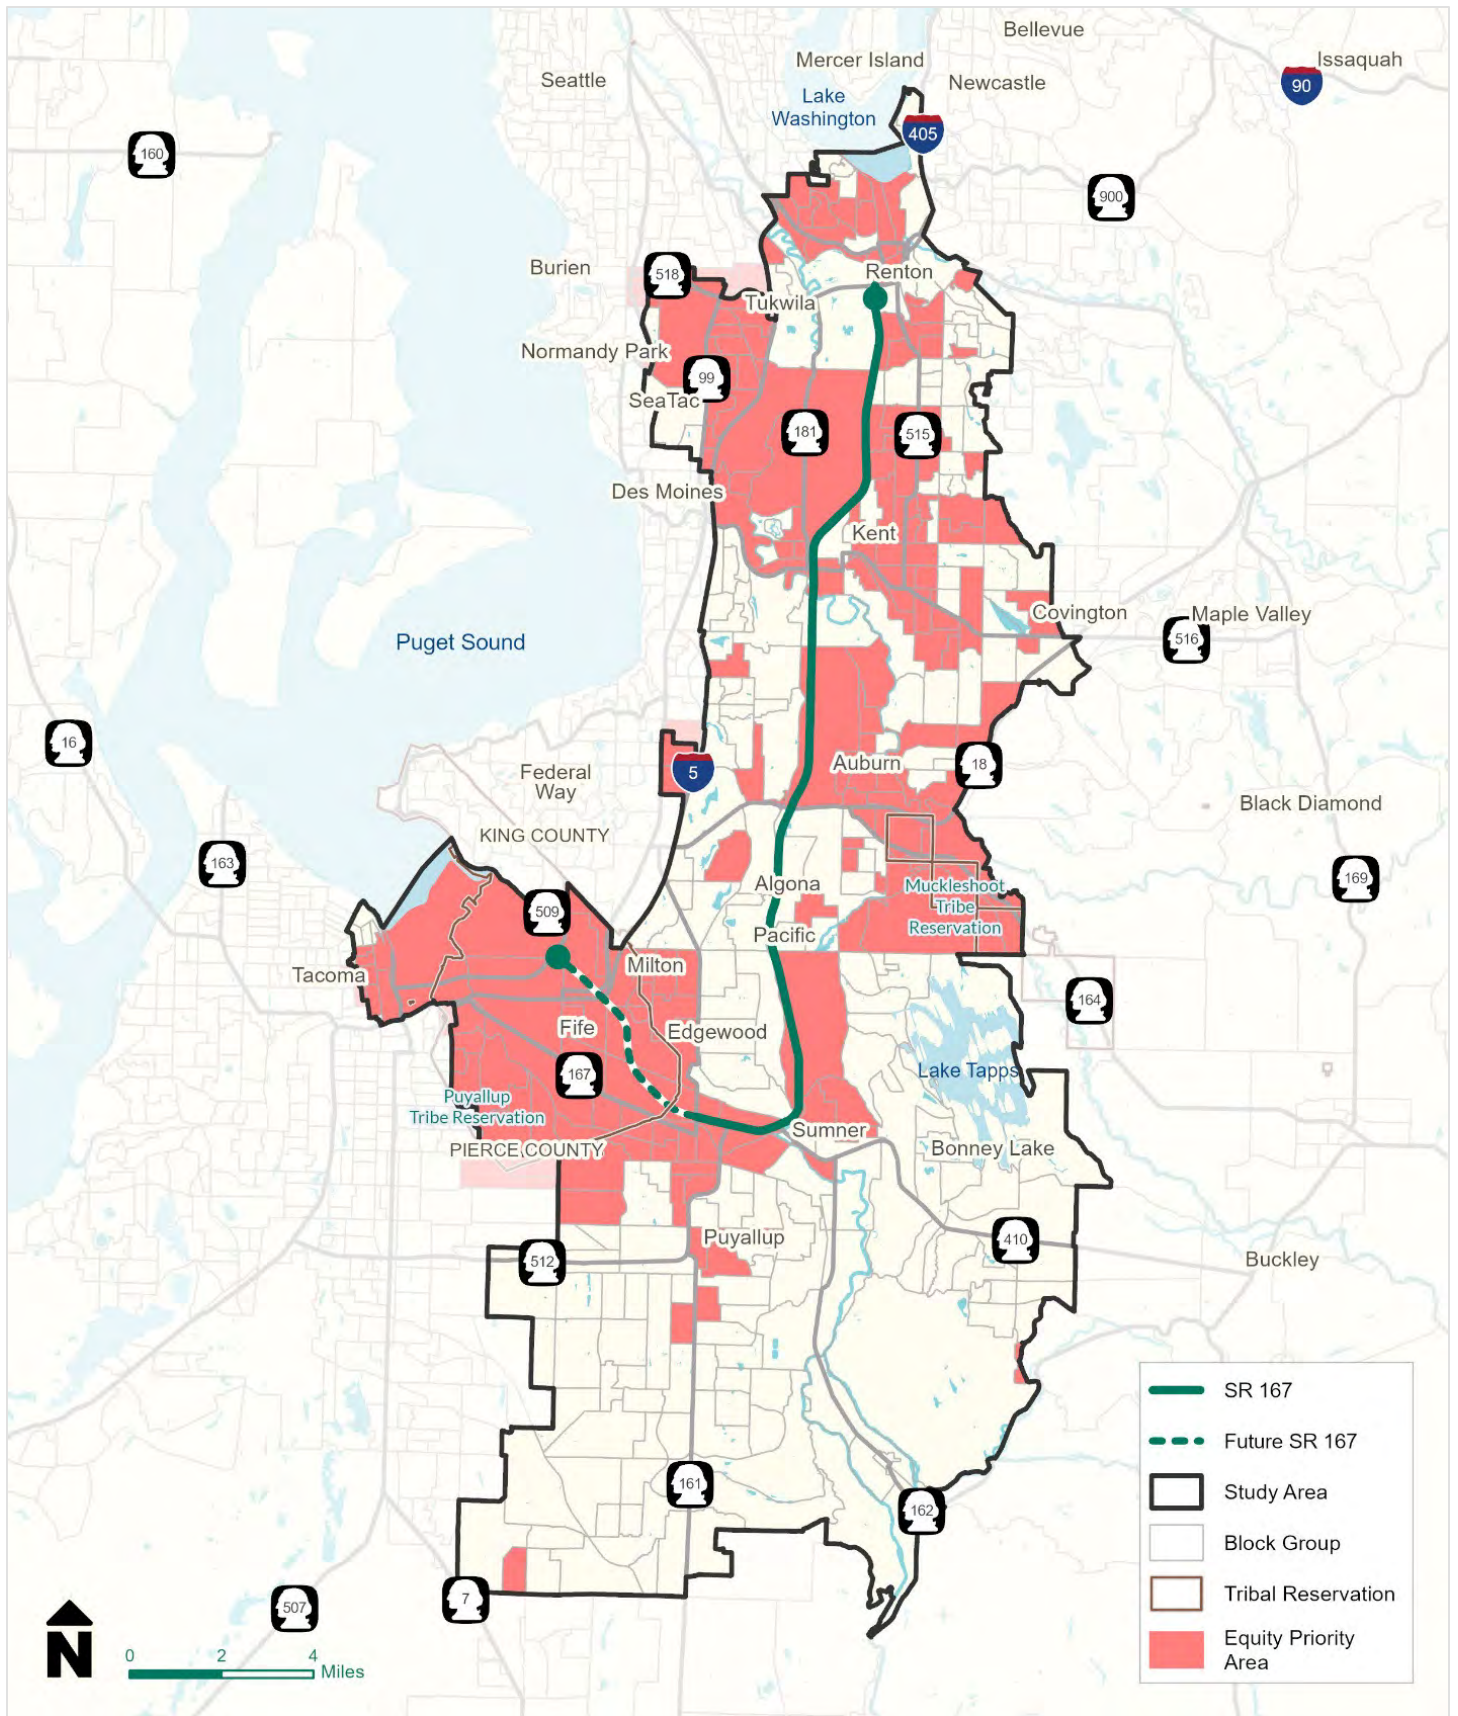 Bellevue
Mercer Island
Issaquah
Seattle
Newcastle
90
Lake
Washington
405
160
900
Burien
518
Renton
Tukwila
Normandy Park
99
SeaTac
181
515
Des Moines
Kent
Covington
Maple Valley
516
Puget Sound
16
Federal
Way
5
Auburn
18
Black Diamond
KING COUNTY
163
169
Algona
Muckleshoot
Tribe
Reservation
509
Pacific
Tacoma
Milton
164
Fife
Edgewood
167
Lake Tapps
Puyallup
Tribe Reservation
Sumner
PIERCE COUNTY
Bonney Lake
Puyallup
410
Buckley
512
161
162
7
507
SR 167
Future SR 167
Study Area
Block Group
Tribal Reservation
Equity Priority
Area
N
0 2 4
Miles